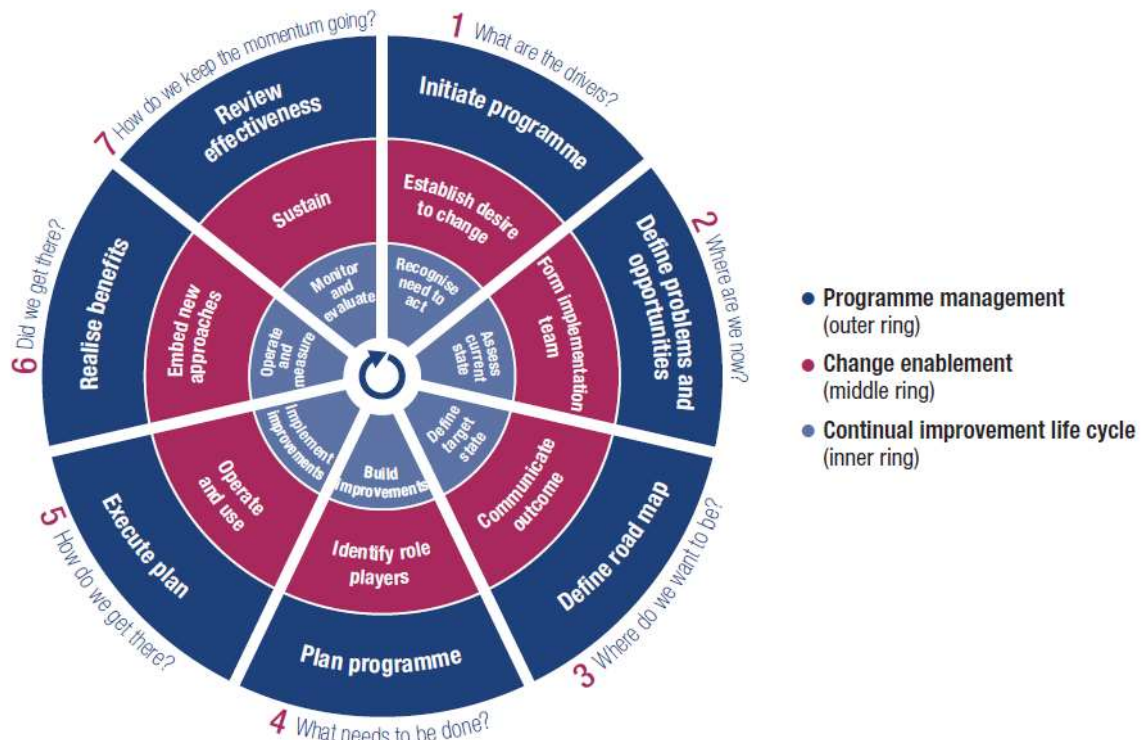 1 What are the drivers?
Initiate programme
Establish desire
to change
Recognise
need to
act
2 Where are we now?
Define problems and
opportunities
Form implementation
team
Assess
current
state
3 Where do we want to be?
Define road map
Communicate
outcome
Define
target
state
4 What needs to be done?
Plan programme
Identify role
players
Build
improvements
5 How do we get there?
Execute plan
Operate
and use
Implement
improvements
6 Did we get there?
Realise benefits
Embed new
approaches
Operate
and
measure
7 How do we keep the momentum going?
Review
effectiveness
Sustain
Monitor
and
evaluate
Programme management
(outer ring)
Change enablement
(middle ring)
Continual improvement life cycle
(inner ring)